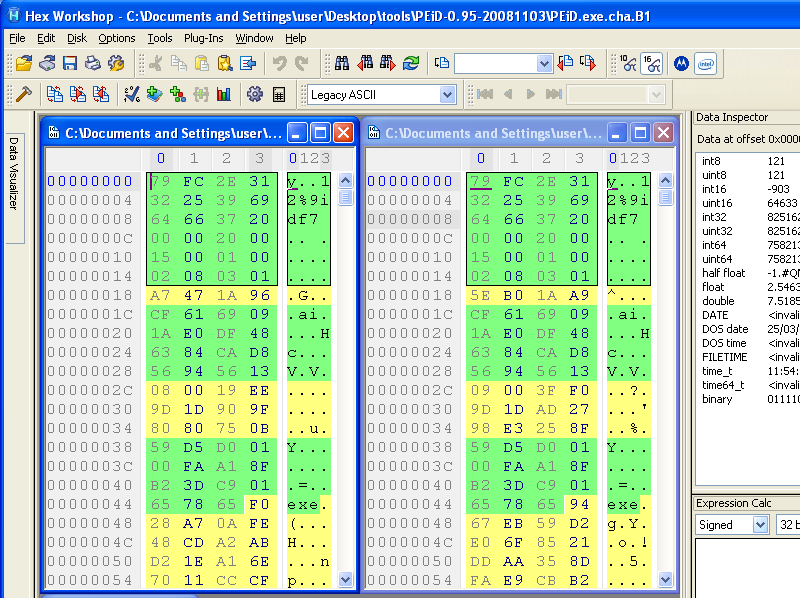 Hex Workshop - C:\Documents and Settings\user\Desktop\tools\PEiD-0.95-20081103\PEiD.exe.cha.B1
File Edit Disk Options Tools Plug-Ins Window Help
10 16 intel
Legacy ASCII
Data Visualizer
C:\Documents and Settings\user\...
0 1 2 3 0123
00000000 79 FC 2E 31 y..1
00000004 32 25 39 69 2%9i
00000008 64 66 37 20 df7
0000000C 00 00 20 00 .. .
00000010 15 00 01 00 ....
00000014 02 08 03 01 ....
00000018 A7 47 1A 96 .G..
0000001C CF 61 69 09 .ai.
00000020 1A E0 DF 48 ...H
00000024 63 84 CA D8 c...
00000028 56 94 56 13 V.V.
0000002C 08 00 19 EE ....
00000030 9D 1D 90 9F ....
00000034 80 80 75 0B ..u.
00000038 59 D5 D0 01 Y...
0000003C 00 FA A1 8F ....
00000040 B2 3D C9 01 .=..
00000044 65 78 65 F0 exe.
00000048 28 A7 0A FE (...
0000004C 48 CD A2 AB H...
00000050 D2 1E A1 6E ...n
00000054 70 11 CC CF p...
C:\Documents and Settings\user\...
0 1 2 3 0123
00000000 79 FC 2E 31 y..1
00000004 32 25 39 69 2%9i
00000008 64 66 37 20 df7
0000000C 00 00 20 00 .. .
00000010 15 00 01 00 ....
00000014 02 08 03 01 ....
00000018 5E B0 1A A9 ^...
0000001C CF 61 69 09 .ai.
00000020 1A E0 DF 48 ...H
00000024 63 84 CA D8 c...
00000028 56 94 56 13 V.V.
0000002C 09 00 3F F0 ..?.
00000030 9D 1D AD 27 ...'
00000034 98 E3 25 8F ..%.
00000038 59 D5 D0 01 Y...
0000003C 00 FA A1 8F ....
00000040 B2 3D C9 01 .=..
00000044 65 78 65 94 exe.
00000048 67 EB 59 D2 g.Y.
0000004C E0 6F 85 21 .o.!
00000050 DD AA 35 8D ..5.
00000054 FA E9 CB B2 ....
Data Inspector
Data at offset 0x0000
int8 121
uint8 121
int16 -903
uint16 64633
int32 825162
uint32 825162
int64 758213
uint64 758213
half float -1.#QN
float 2.5463
double 7.5185
DATE <invali
DOS date 25/03/
DOS time <invali
FILETIME <invali
time_t 11:54:
time64_t <invali
binary 011110
Expression Calc
Signed 32 b